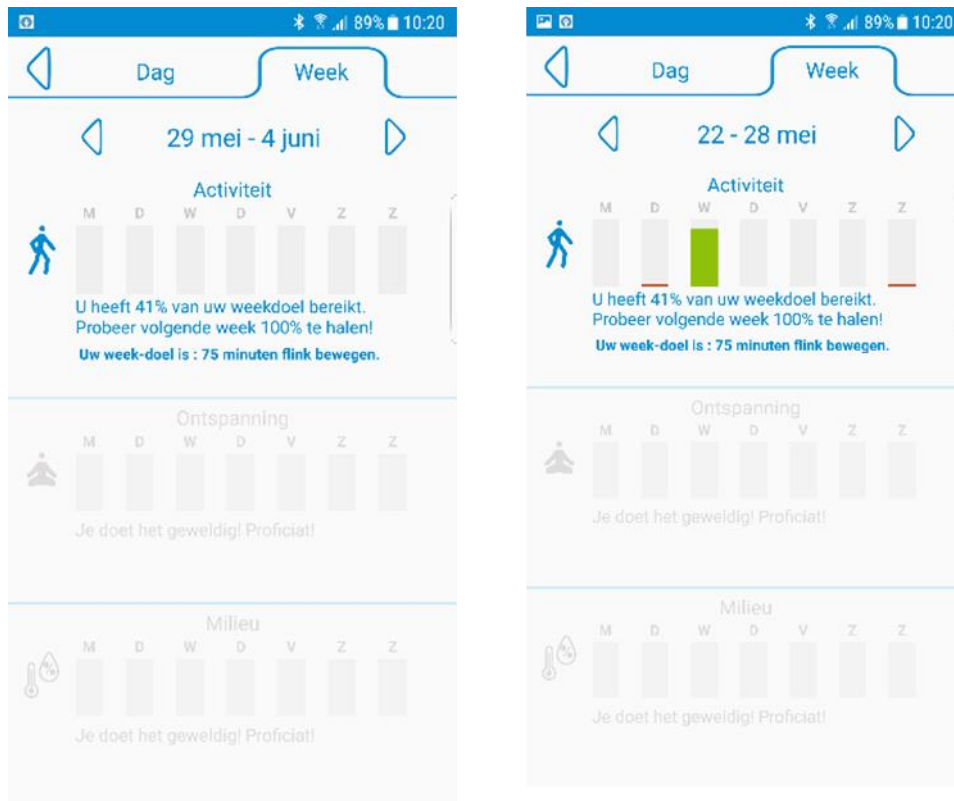 89% 10:20
Dag Week
29 mei - 4 juni
Activiteit
M D W D V Z Z
U heeft 41% van uw weekdoel bereikt.
Probeer volgende week 100% te halen!
Uw week-doel is : 75 minuten flink bewegen.
Ontspanning
M D W D V Z Z
Je doet het geweldig! Proficiat!
Milieu
M D W D V Z Z
%
Je doet het geweldig! Proficiat!
89% 10:20
Dag Week
22 - 28 mei
Activiteit
M D W D V Z Z
U heeft 41% van uw weekdoel bereikt.
Probeer volgende week 100% te halen!
Uw week-doel is : 75 minuten flink bewegen.
Ontspanning
M D W D V Z Z
Je doet het geweldig! Proficiat!
Milieu
M D W D V Z Z
%
Je doet het geweldig! Proficiat!